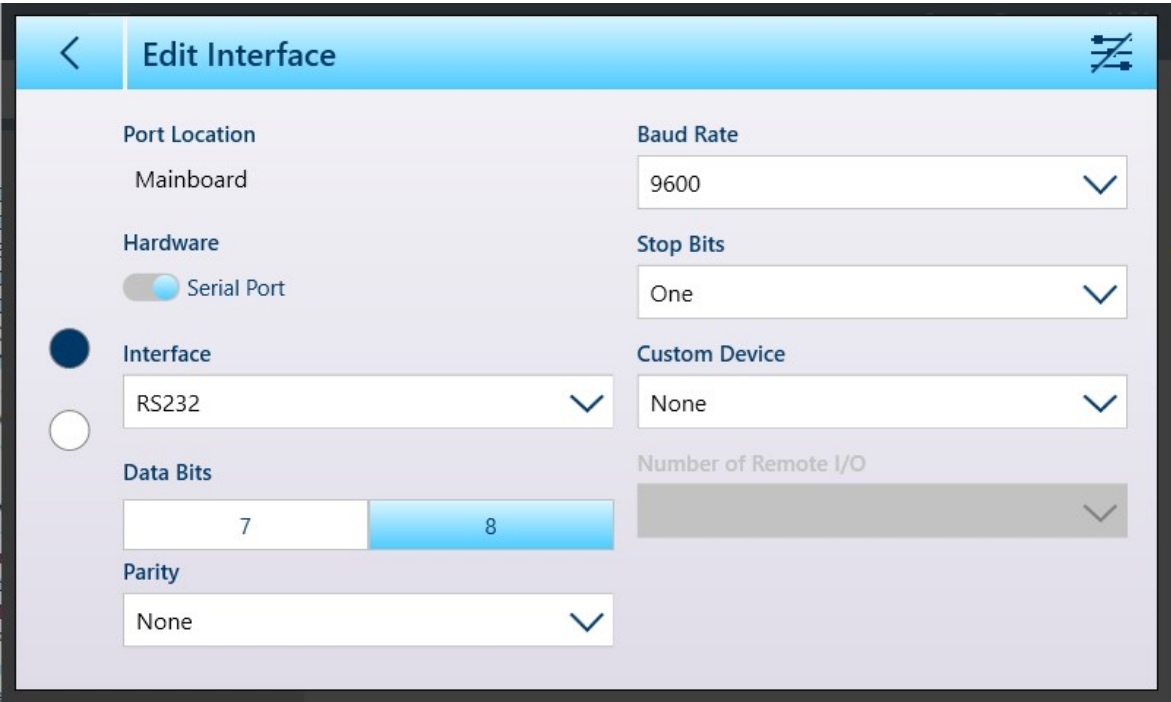 Edit Interface
Port Location
Mainboard
Hardware
Serial Port
Interface
RS232
Data Bits
7 8
Parity
None
Baud Rate
9600
Stop Bits
One
Custom Device
None
Number of Remote I/O